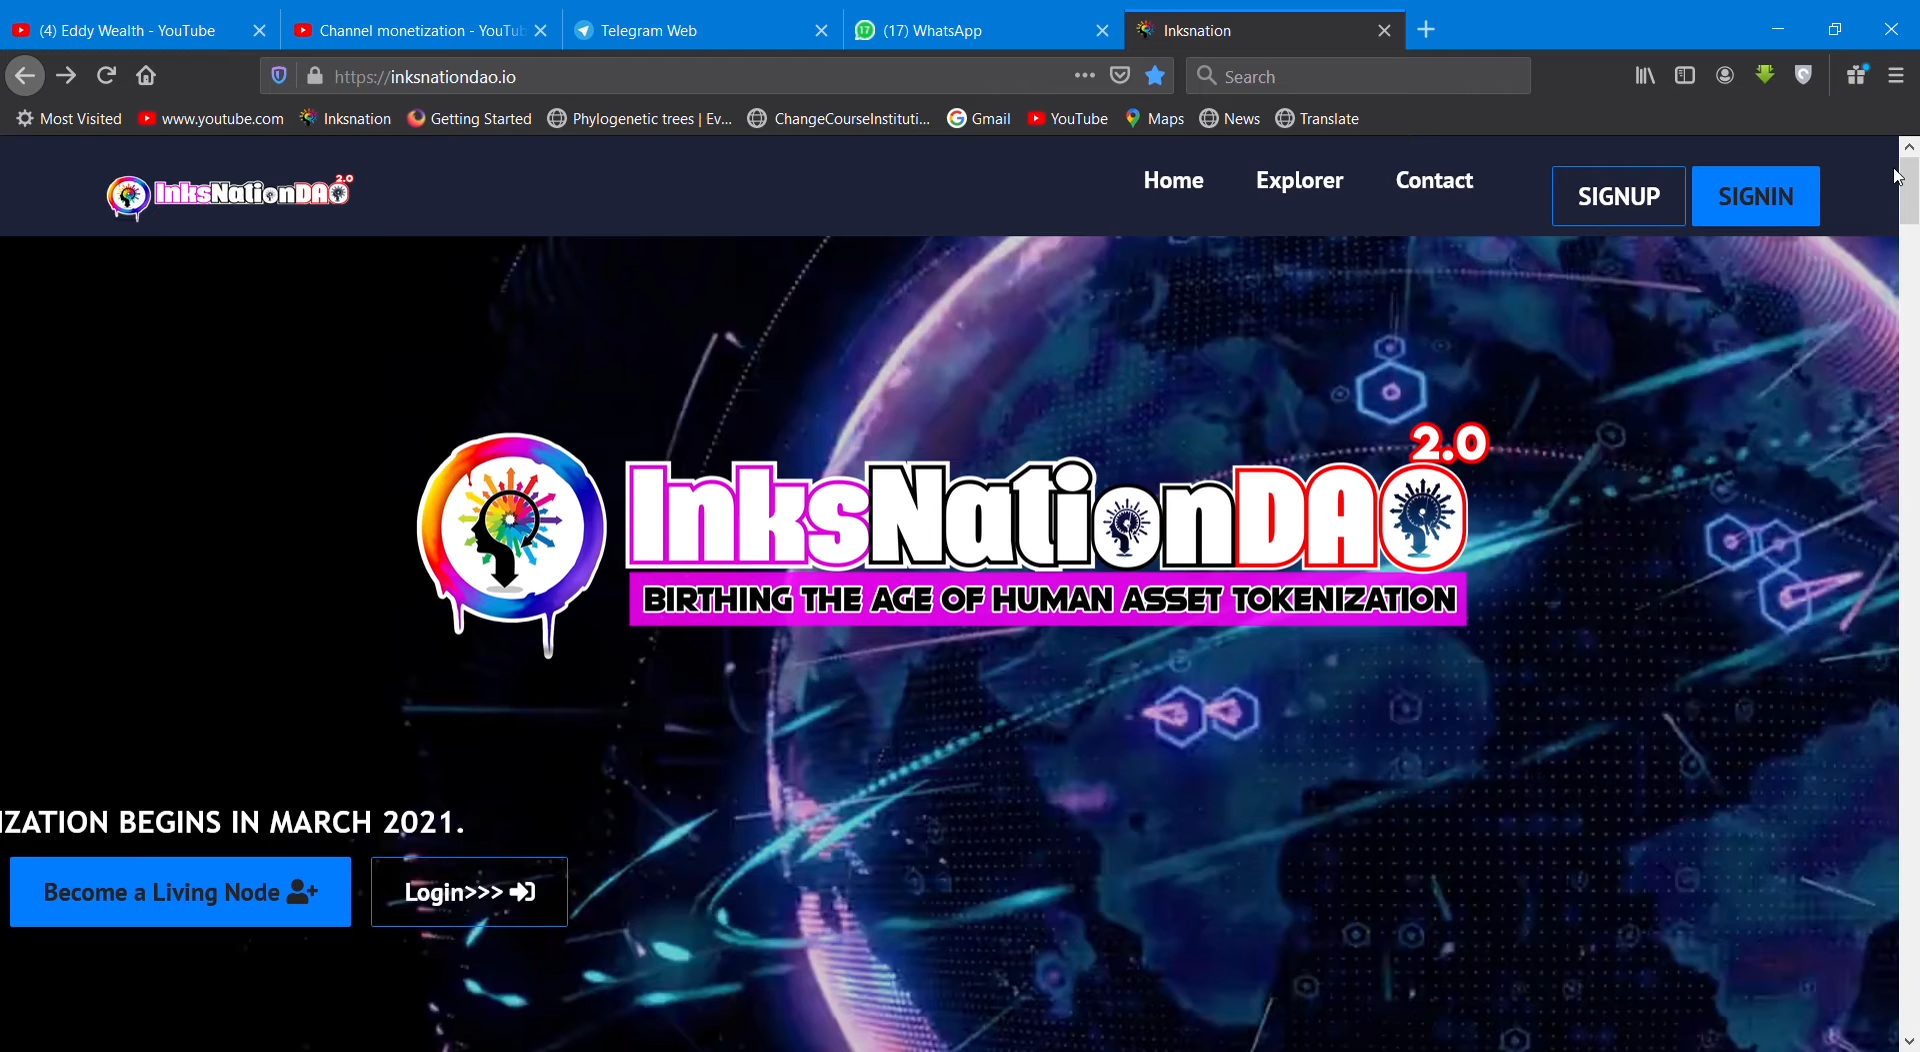 (4) Eddy Wealth - YouTube
Channel monetization - YouTu
Telegram Web
17
(17) WhatsApp
Inksnation
https://inksnationdao.io
Search
Most Visited
www.youtube.com
Inksnation
Getting Started
Phylogenetic trees | Ev...
ChangeCourseInstituti...
Gmail
YouTube
Maps
News
Translate
InksNationDAO 2.0
Home
Explorer
Contact
SIGNUP
SIGNIN
2.0
InksNationDAO
BIRTHING THE AGE OF HUMAN ASSET TOKENIZATION
IZATION BEGINS IN MARCH 2021.
Become a Living Node
Login>>>